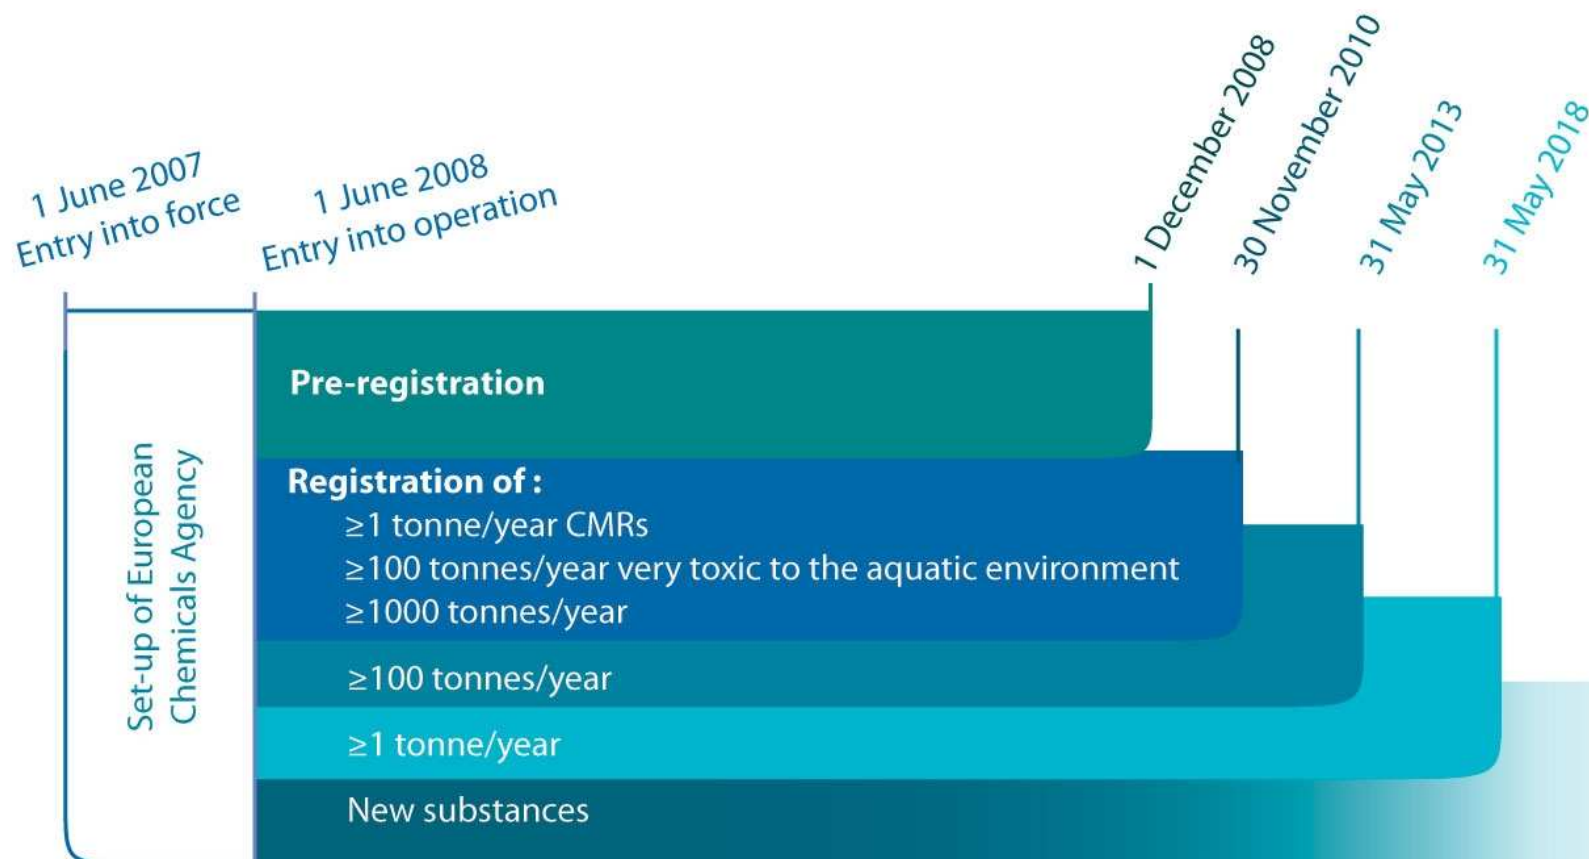 1 June 2007
Entry into force
1 June 2008
Entry into operation
1 December 2008
30 November 2010
31 May 2013
31 May 2018
Set-up of European
Chemicals Agency
Pre-registration
Registration of :
≥1 tonne/year CMRs
≥100 tonnes/year very toxic to the aquatic environment
≥1000 tonnes/year
≥100 tonnes/year
≥1 tonne/year
New substances